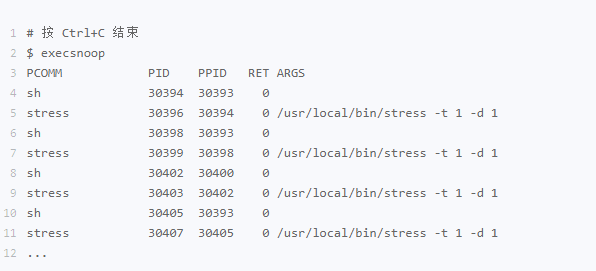 1 # 按 Ctrl+C 结束
2 $ execsnoop
3 PCOMM PID PPID RET ARGS
4 sh 30394 30393 0
5 stress 30396 30394 0 /usr/local/bin/stress -t 1 -d 1
6 sh 30398 30393 0
7 stress 30399 30398 0 /usr/local/bin/stress -t 1 -d 1
8 sh 30402 30400 0
9 stress 30403 30402 0 /usr/local/bin/stress -t 1 -d 1
10 sh 30405 30393 0
11 stress 30407 30405 0 /usr/local/bin/stress -t 1 -d 1
12 ...